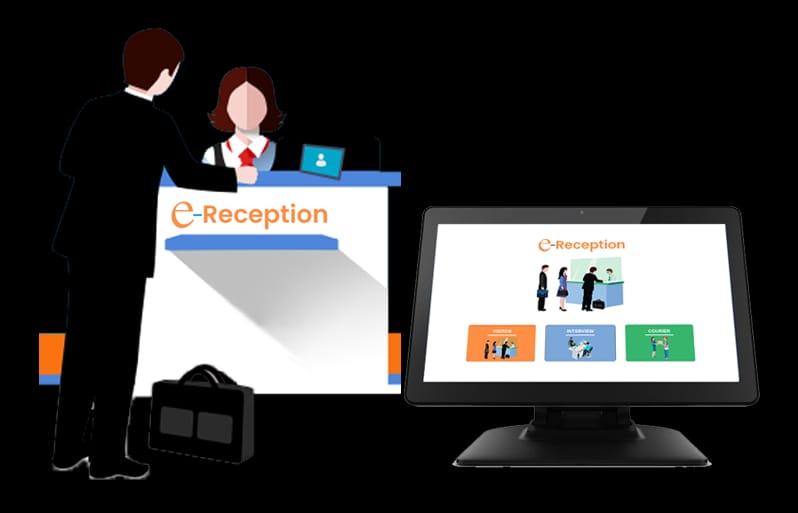 e-Reception
e-Reception
VISITOR
INTERVIEW
COURIER